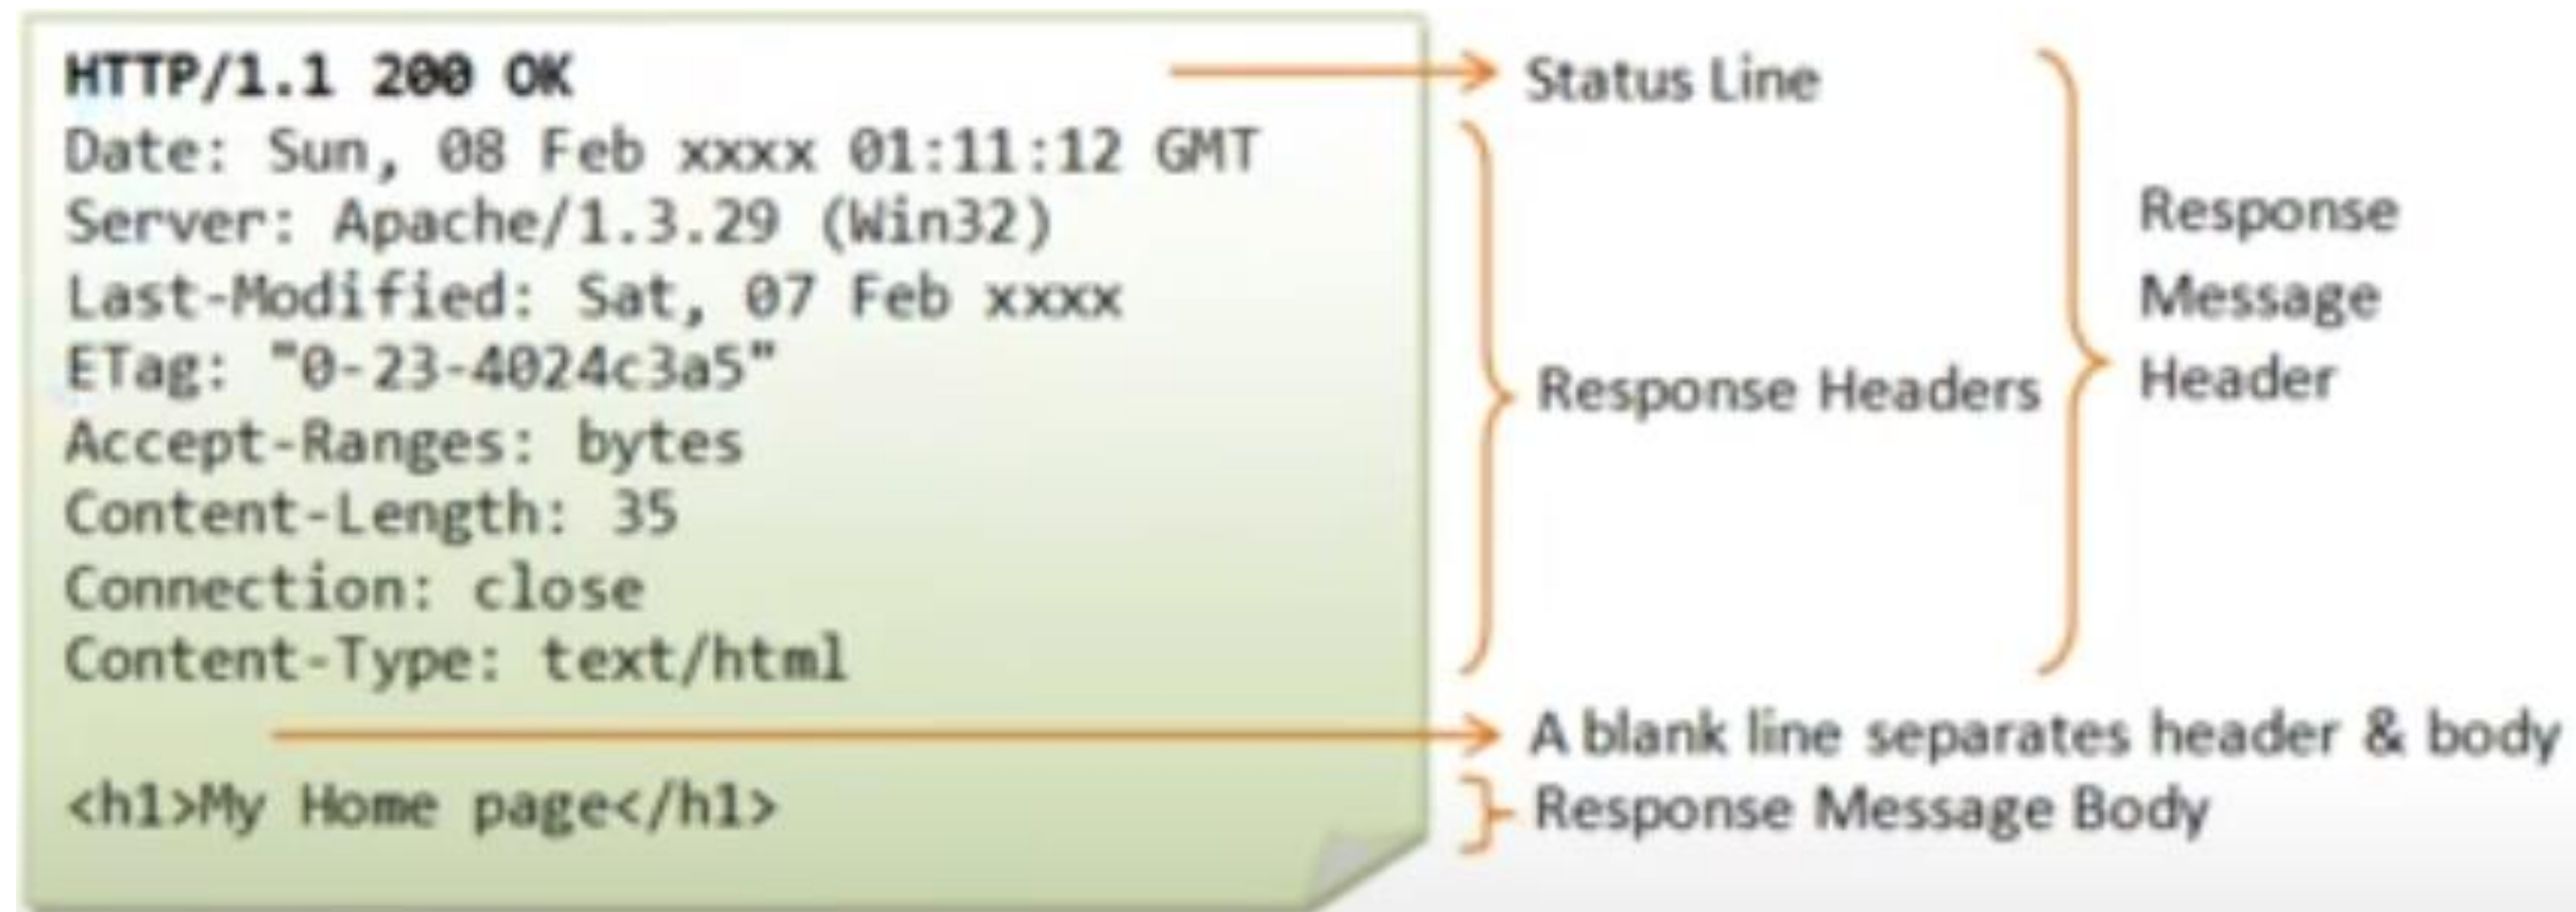 HTTP/1.1 200 OK
Date: Sun, 08 Feb xxxx 01:11:12 GMT
Server: Apache/1.3.29 (Win32)
Last-Modified: Sat, 07 Feb xxxx
ETag: "0-23-4024c3a5"
Accept-Ranges: bytes
Content-Length: 35
Connection: close
Content-Type: text/html
<h1>My Home page</h1>
Status Line
Response Headers
Response
Message
Header
A blank line separates header & body
Response Message Body